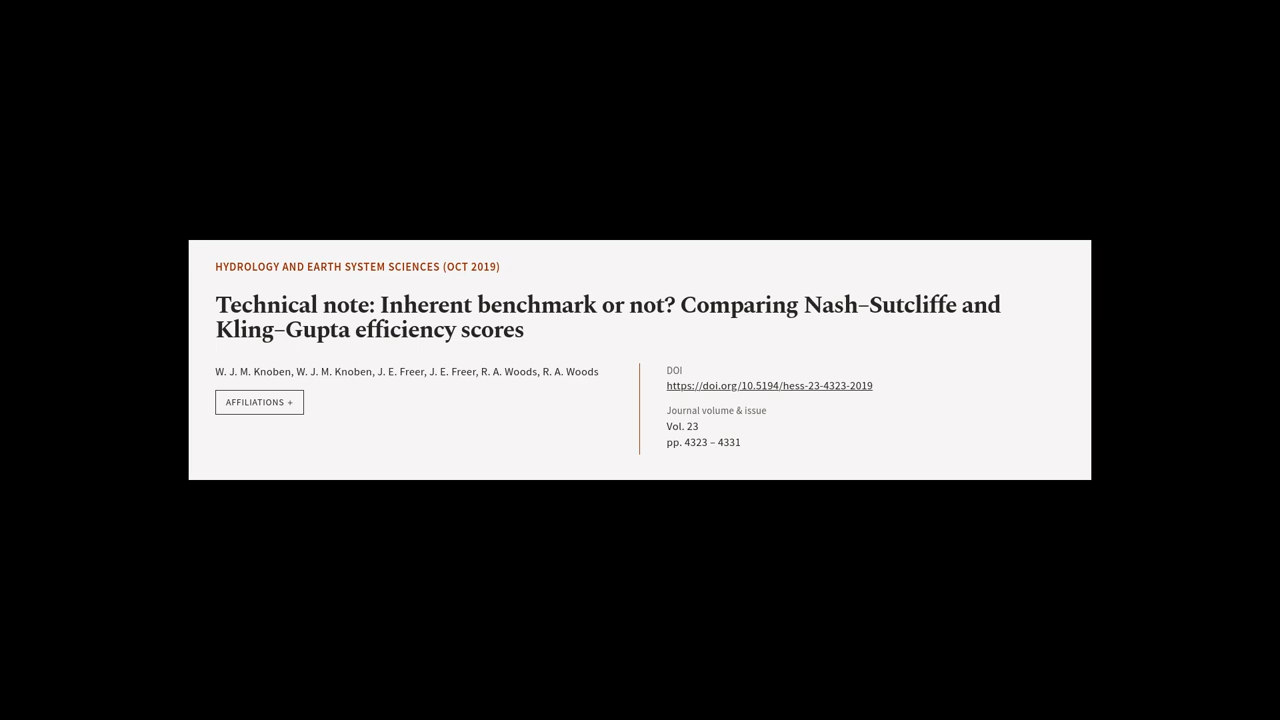 HYDROLOGY AND EARTH SYSTEM SCIENCES (OCT 2019)
Technical note: Inherent benchmark or not? Comparing Nash–Sutcliffe and
Kling–Gupta efficiency scores
W. J. M. Knoben, W. J. M. Knoben, J. E. Freer, J. E. Freer, R. A. Woods, R. A. Woods
AFFILIATIONS +
DOI
https://doi.org/10.5194/hess-23-4323-2019
Journal volume & issue
Vol. 23
pp. 4323 – 4331